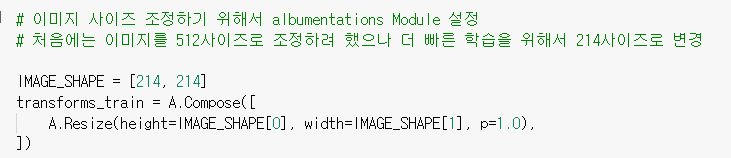 # 이미지 사이즈 조정하기 위해서 albumentations Module 설정
# 처음에는 이미지를 512사이즈로 조정하려 했으나 더 빠른 학습을 위해서 214사이즈로 변경
IMAGE_SHAPE = [214, 214]
transforms_train = A.Compose([
    A.Resize(height=IMAGE_SHAPE[0], width=IMAGE_SHAPE[1], p=1.0),
])